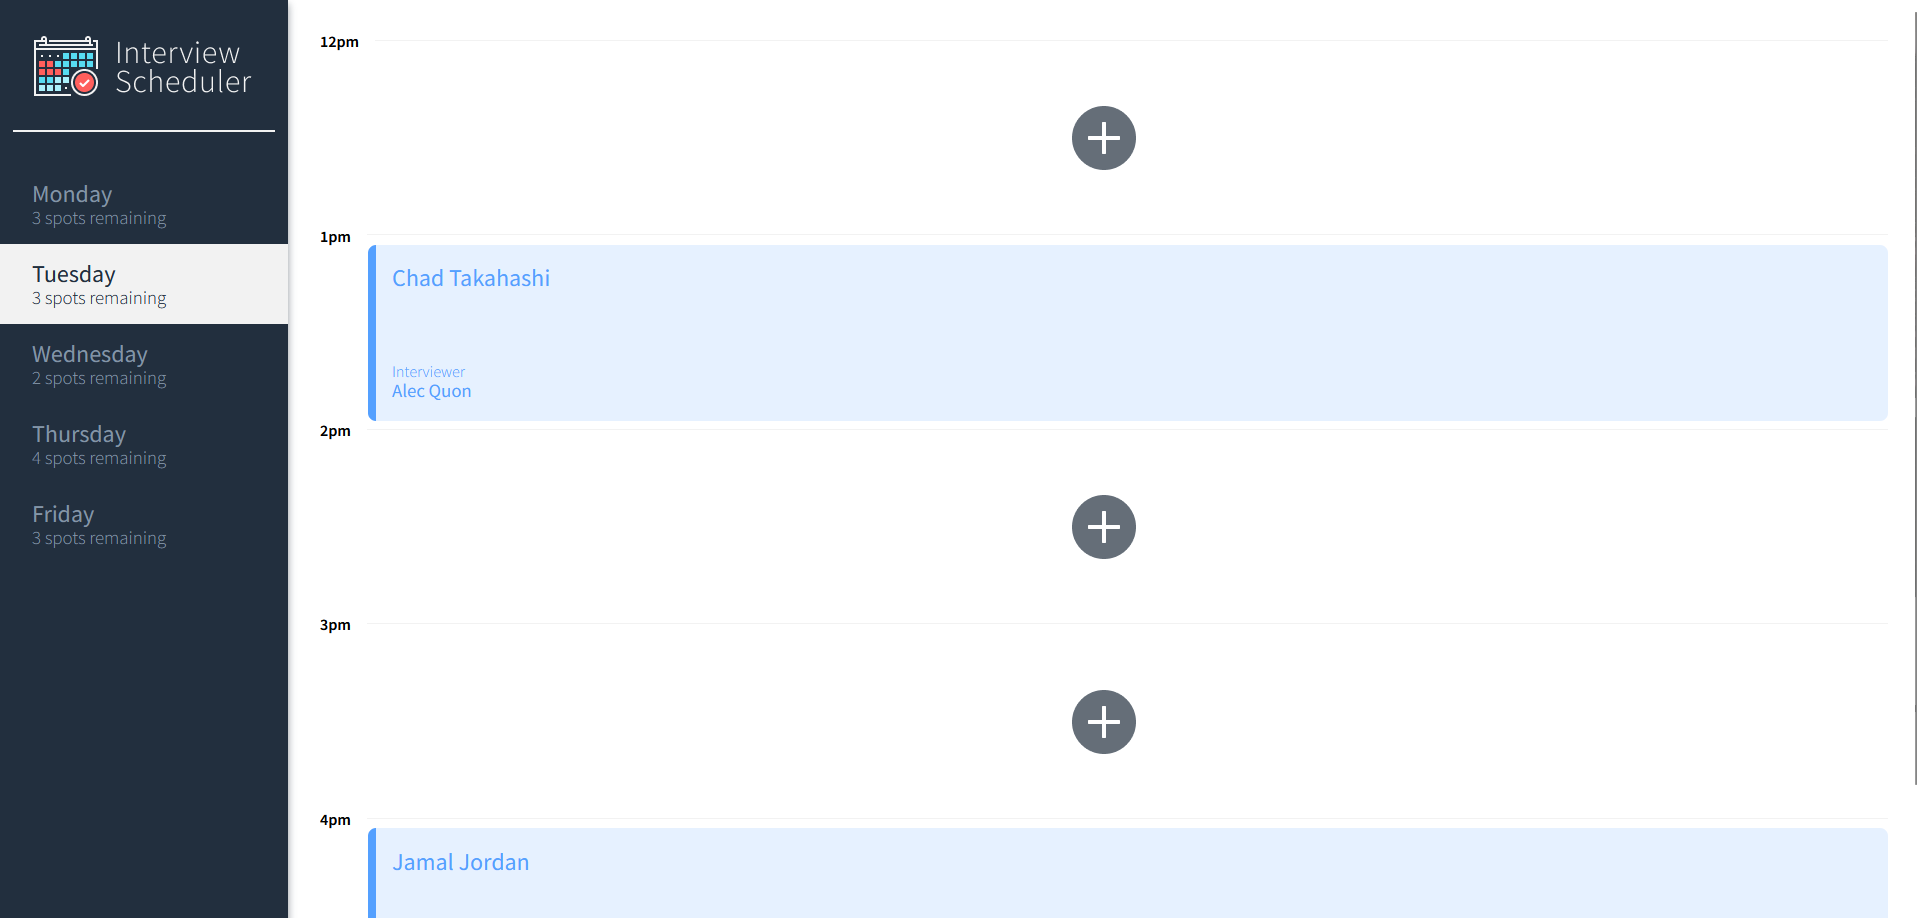 Interview
Scheduler
Monday
3 spots remaining
Tuesday
3 spots remaining
Wednesday
2 spots remaining
Thursday
4 spots remaining
Friday
3 spots remaining
12pm
1pm
Chad Takahashi
Interviewer
Alec Quon
2pm
3pm
4pm
Jamal Jordan